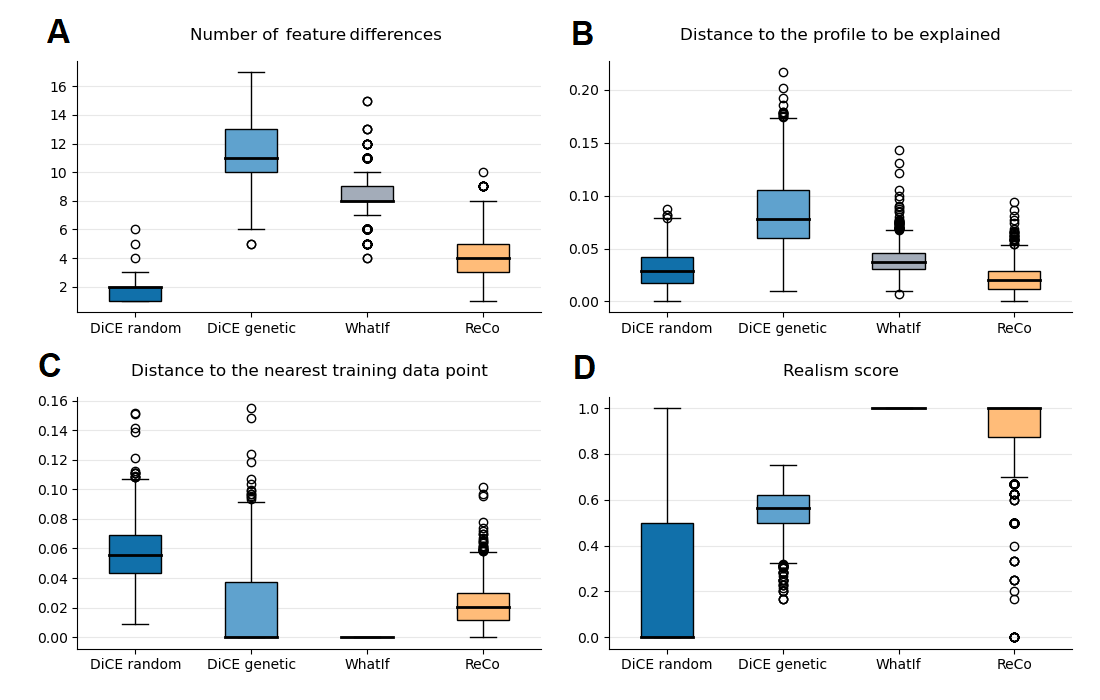 A
Number of feature differences
16
14
12
10
8
6
4
2
DiCE random
DiCE genetic
WhatIf
ReCo
B
Distance to the profile to be explained
0.20
0.15
0.10
0.05
0.00
DiCE random
DiCE genetic
WhatIf
ReCo
C
Distance to the nearest training data point
0.16
0.14
0.12
0.10
0.08
0.06
0.04
0.02
0.00
DiCE random
DiCE genetic
WhatIf
ReCo
D
Realism score
1.0
0.8
0.6
0.4
0.2
0.0
DiCE random
DiCE genetic
WhatIf
ReCo